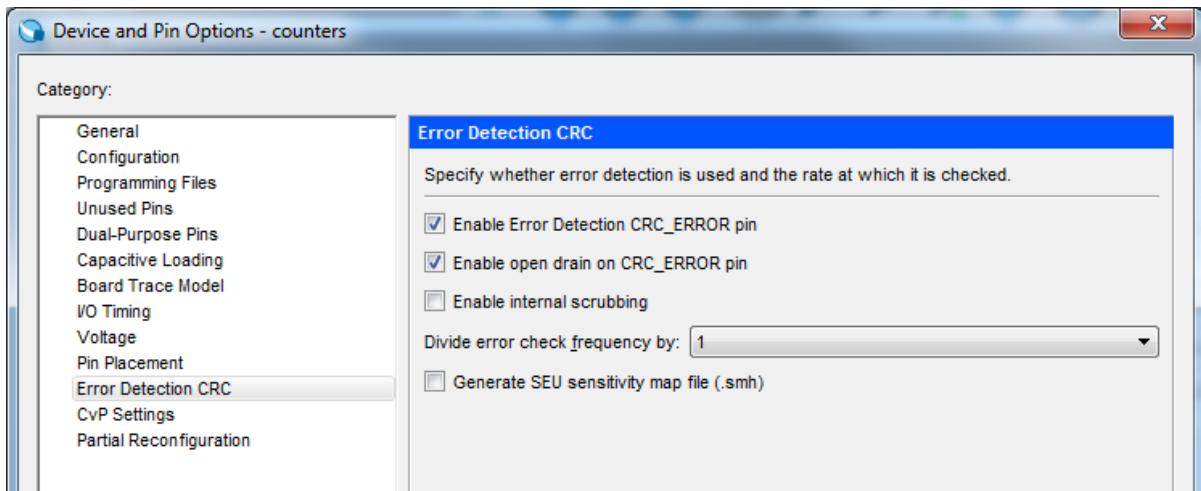 Device and Pin Options - counters
Category:
General
Configuration
Programming Files
Unused Pins
Dual-Purpose Pins
Capacitive Loading
Board Trace Model
I/O Timing
Voltage
Pin Placement
Error Detection CRC
CvP Settings
Partial Reconfiguration
Error Detection CRC
Specify whether error detection is used and the rate at which it is checked.
Enable Error Detection CRC_ERROR pin
Enable open drain on CRC_ERROR pin
Enable internal scrubbing
Divide error check frequency by: 1
Generate SEU sensitivity map file (.smh)